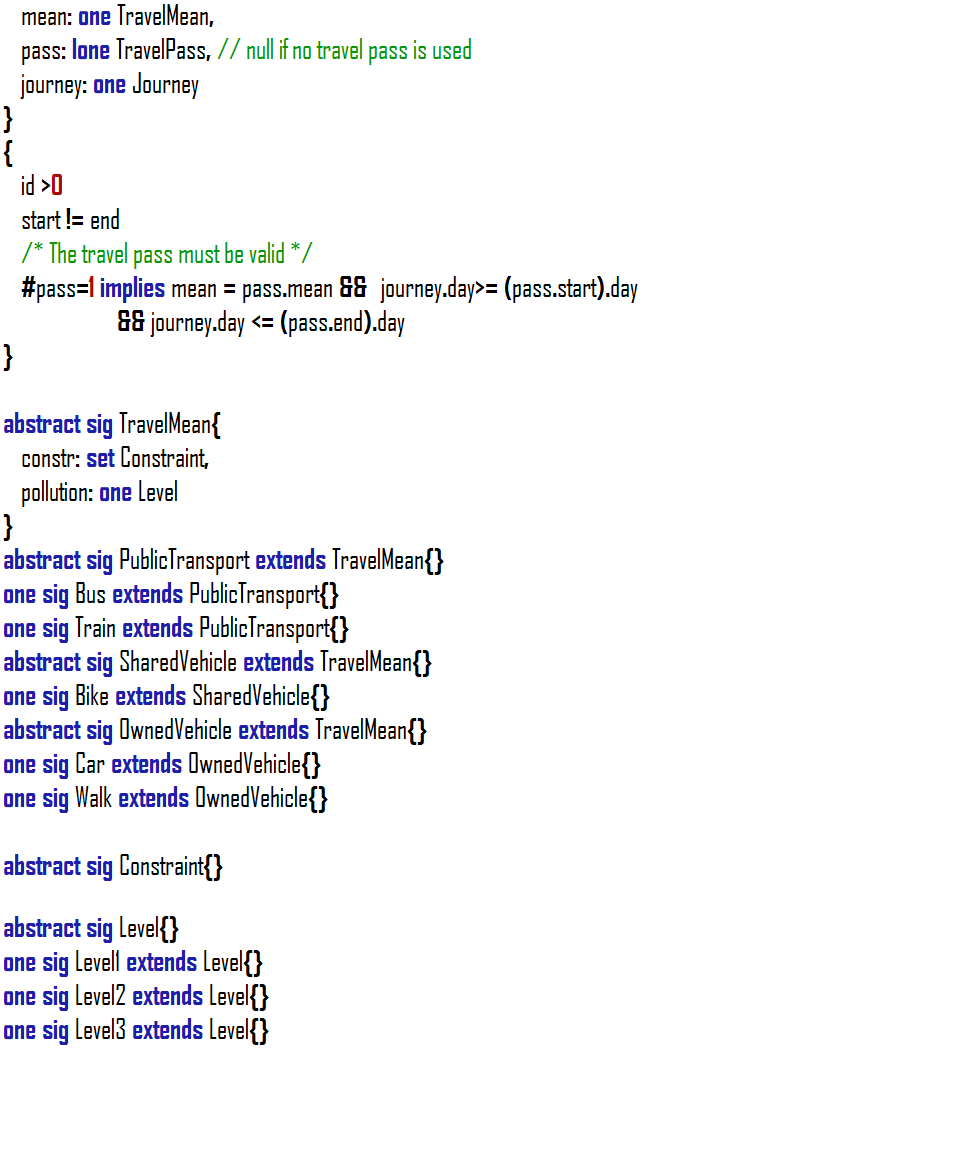 mean: one TravelMean,
pass: lone TravelPass, // null if no travel pass is used
journey: one Journey
}
{
id >0
start != end
/* The travel pass must be valid */
#pass=1 implies mean = pass.mean && journey.day>= (pass.start).day
&& journey.day <= (pass.end).day
}
abstract sig TravelMean{
constr: set Constraint,
pollution: one Level
}
abstract sig PublicTransport extends TravelMean{}
one sig Bus extends PublicTransport{}
one sig Train extends PublicTransport{}
abstract sig SharedVehicle extends TravelMean{}
one sig Bike extends SharedVehicle{}
abstract sig OwnedVehicle extends TravelMean{}
one sig Car extends OwnedVehicle{}
one sig Walk extends OwnedVehicle{}
abstract sig Constraint{}
abstract sig Level{}
one sig Level1 extends Level{}
one sig Level2 extends Level{}
one sig Level3 extends Level{}